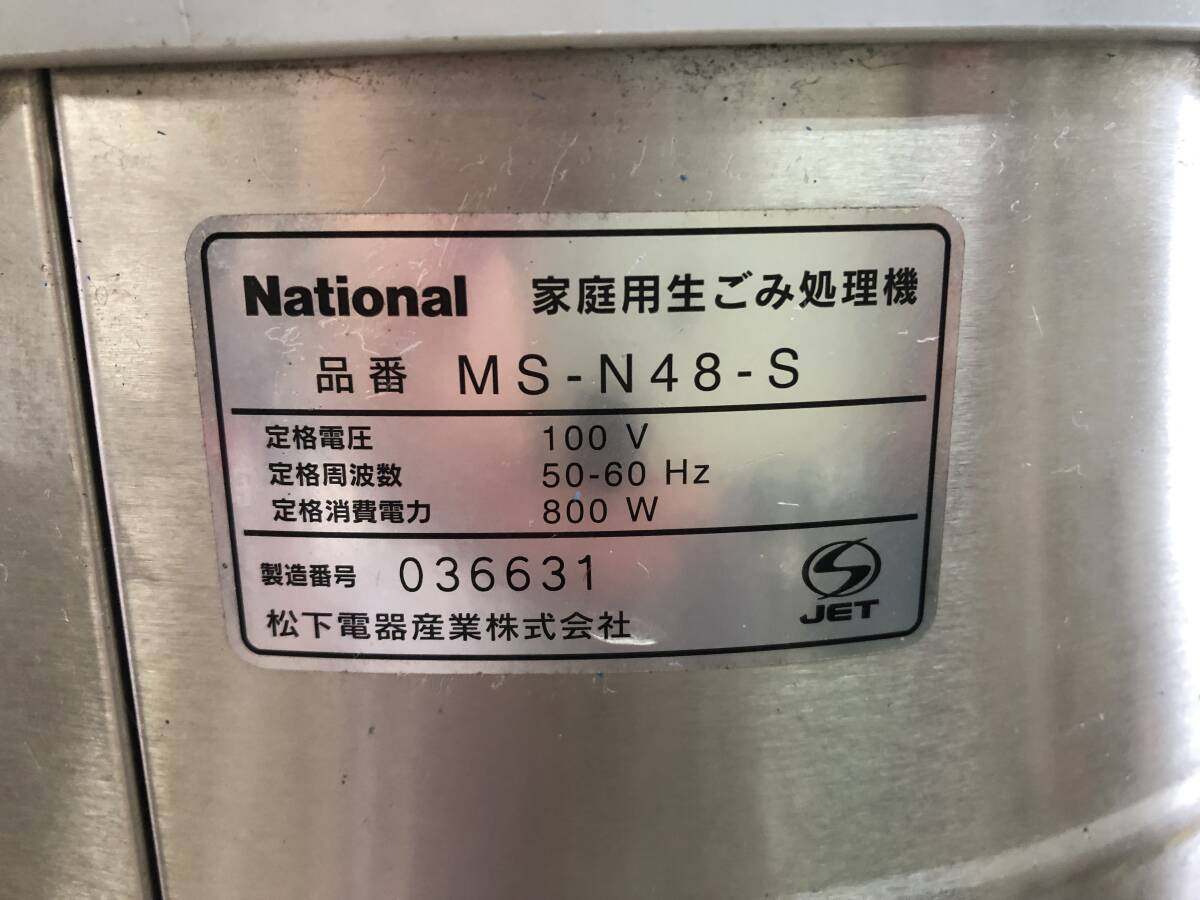 National 家庭用生ごみ処理機
品番 MS-N48-S
定格電圧 100 V
定格周波数 50-60 Hz
定格消費電力 800 W
製造番号 036631
松下電器産業株式会社
JET